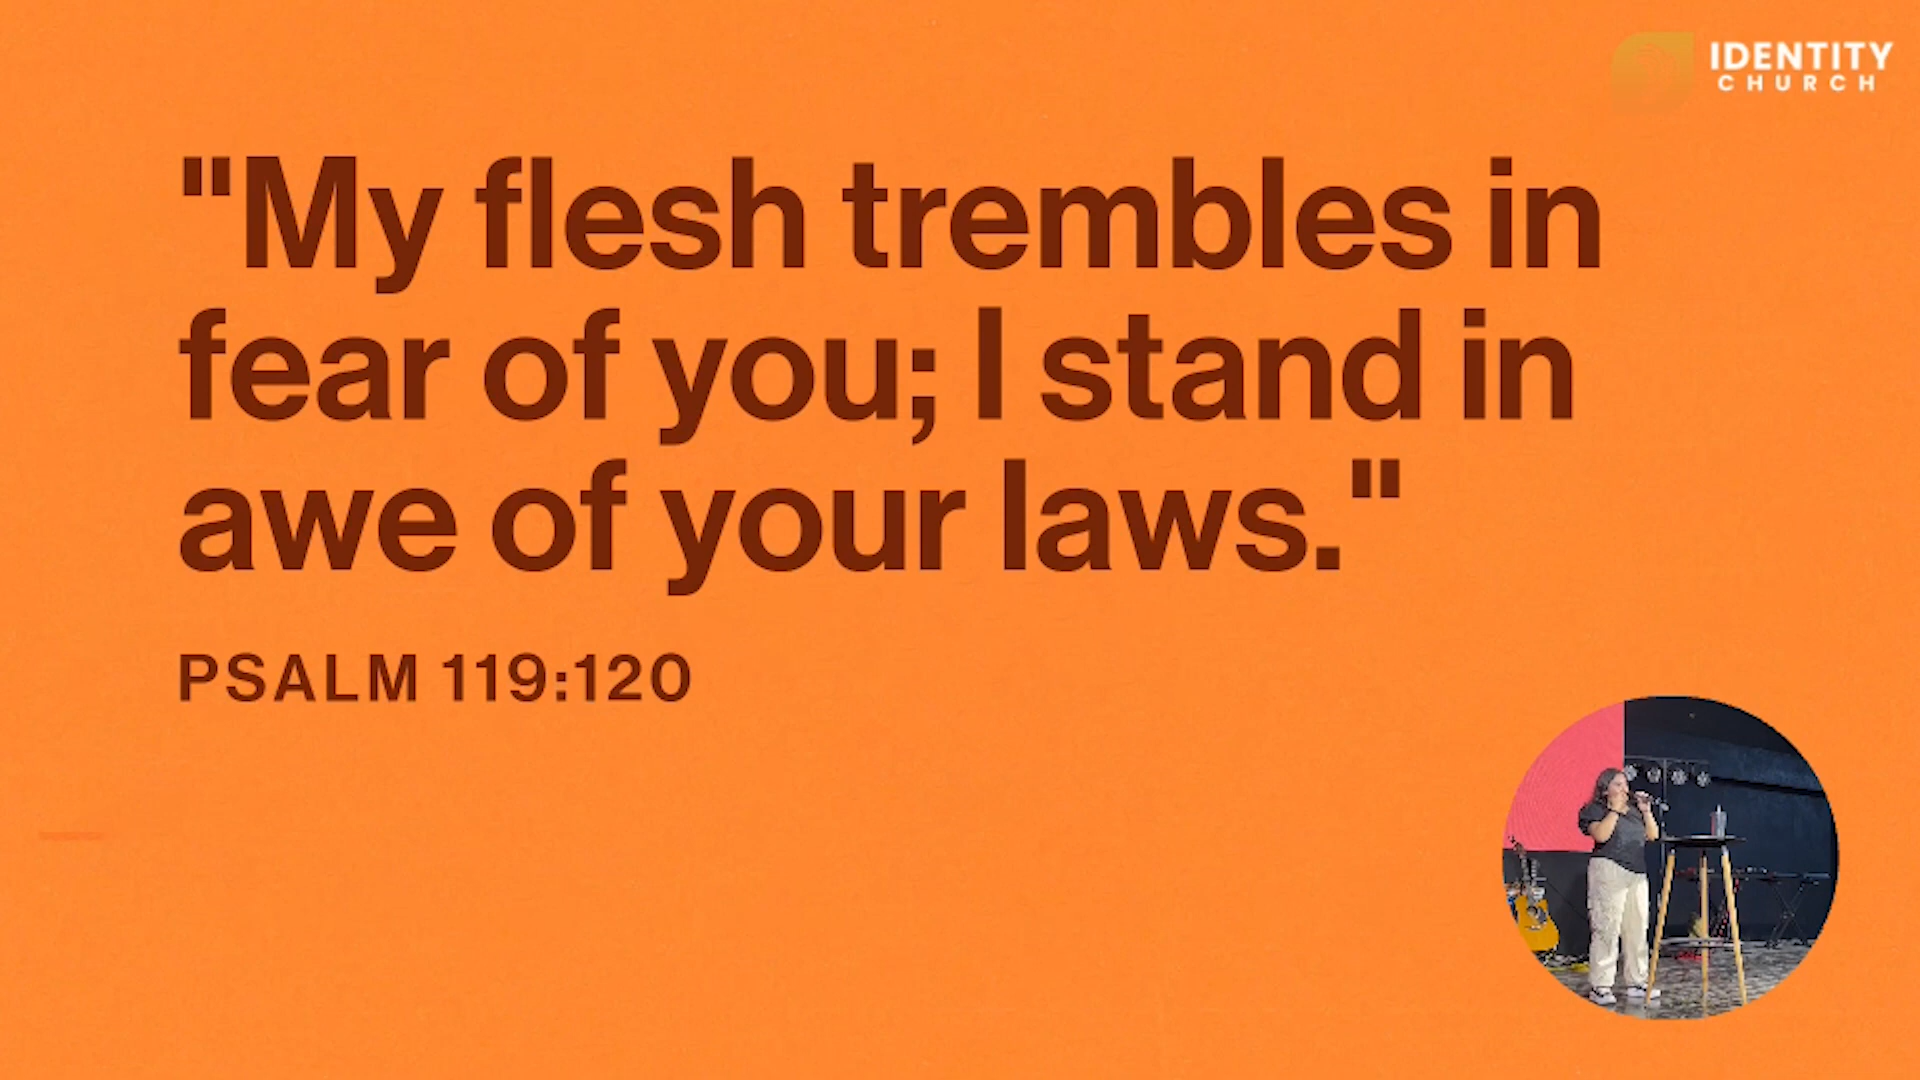 IDENTITY
CHURCH
"My flesh trembles in
fear of you; I stand in
awe of your laws."
PSALM 119:120